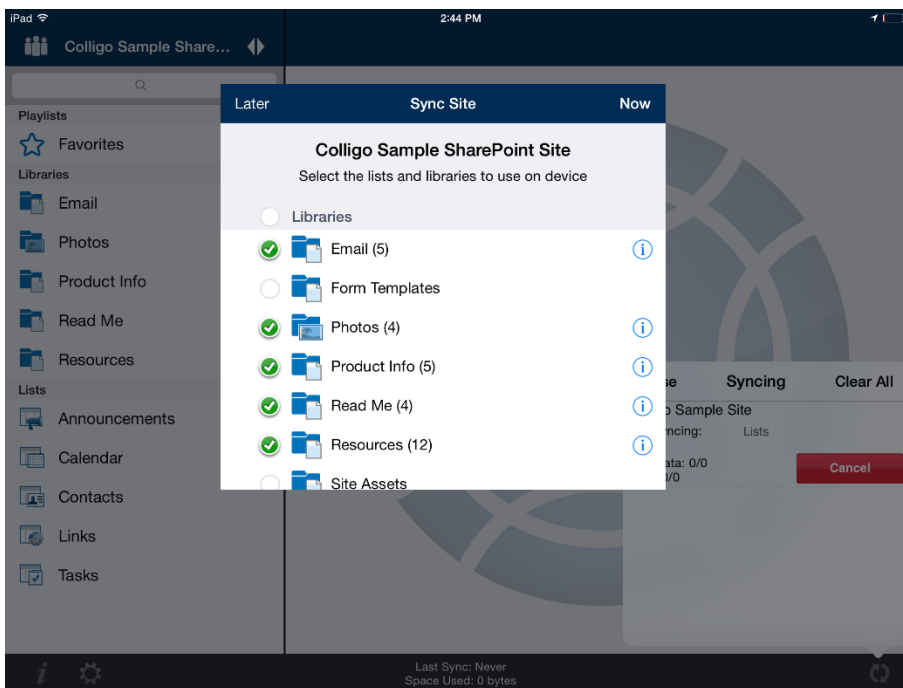 iPad
2:44 PM
Colligo Sample Share...
Playlists
Favorites
Libraries
Email
Photos
Product Info
Read Me
Resources
Lists
Announcements
Calendar
Contacts
Links
Tasks
Later
Sync Site
Now
Colligo Sample SharePoint Site
Select the lists and libraries to use on device
Libraries
Email (5)
Form Templates
Photos (4)
Product Info (5)
Read Me (4)
Resources (12)
Site Assets
Syncing
Clear All
Sample Site
Lists
0/0
Cancel
Last Sync: Never
Space Used: 0 bytes